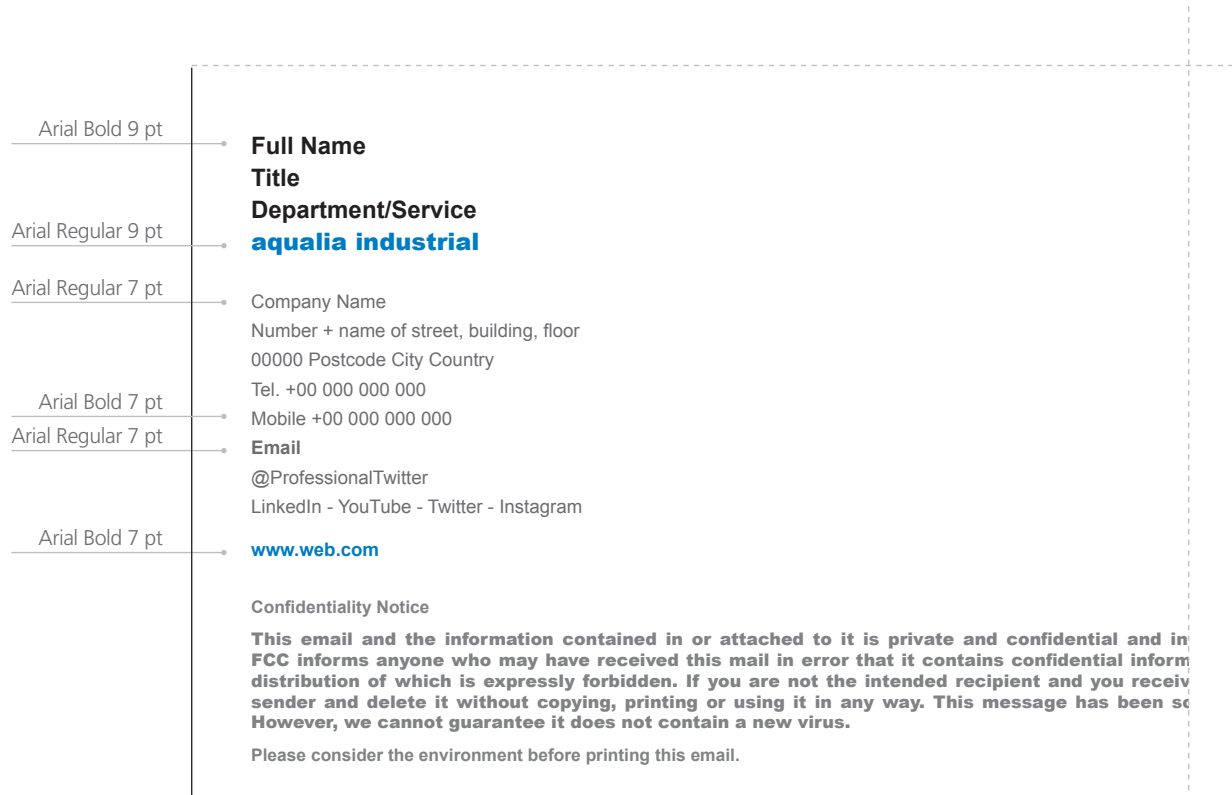 Arial Bold 9 pt
Full Name
Title
Department/Service
Arial Regular 9 pt
aqualia industrial
Arial Regular 7 pt
Company Name
Number + name of street, building, floor
00000 Postcode City Country
Tel. +00 000 000 000
Arial Bold 7 pt
Mobile +00 000 000 000
Arial Regular 7 pt
Email
@ProfessionalTwitter
LinkedIn - YouTube - Twitter - Instagram
Arial Bold 7 pt
www.web.com
Confidentiality Notice
This email and the information contained in or attached to it is private and confidential and in
FCC informs anyone who may have received this mail in error that it contains confidential inform
distribution of which is expressly forbidden. If you are not the intended recipient and you receiv
sender and delete it without copying, printing or using it in any way. This message has been
However, we cannot guarantee it does not contain a new virus.
Please consider the environment before printing this email.